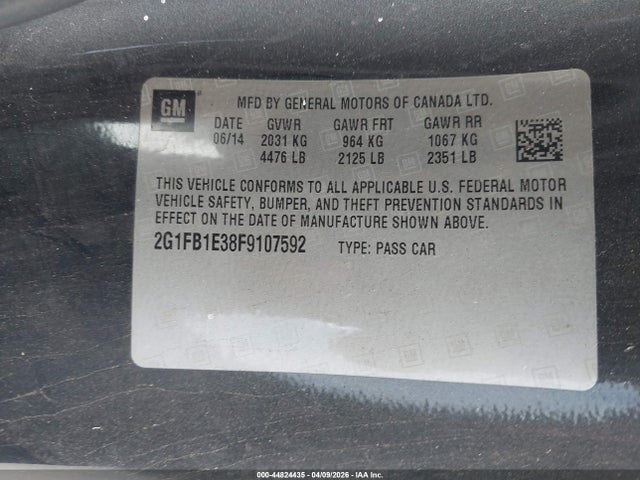 GM
MFD BY GENERAL MOTORS OF CANADA LTD.
DATE GVWR GAWR FRT GAWR RR
06/14 2031 KG 964 KG 1067 KG
4476 LB 2125 LB 2351 LB
THIS VEHICLE CONFORMS TO ALL APPLICABLE U.S. FEDERAL MOTOR
VEHICLE SAFETY, BUMPER, AND THEFT PREVENTION STANDARDS IN
EFFECT ON THE DATE OF MANUFACTURE SHOWN ABOVE.
2G1FB1E38F9107592 TYPE: PASS CAR
000-44824435 - 04/09/2026 - IAA Inc.